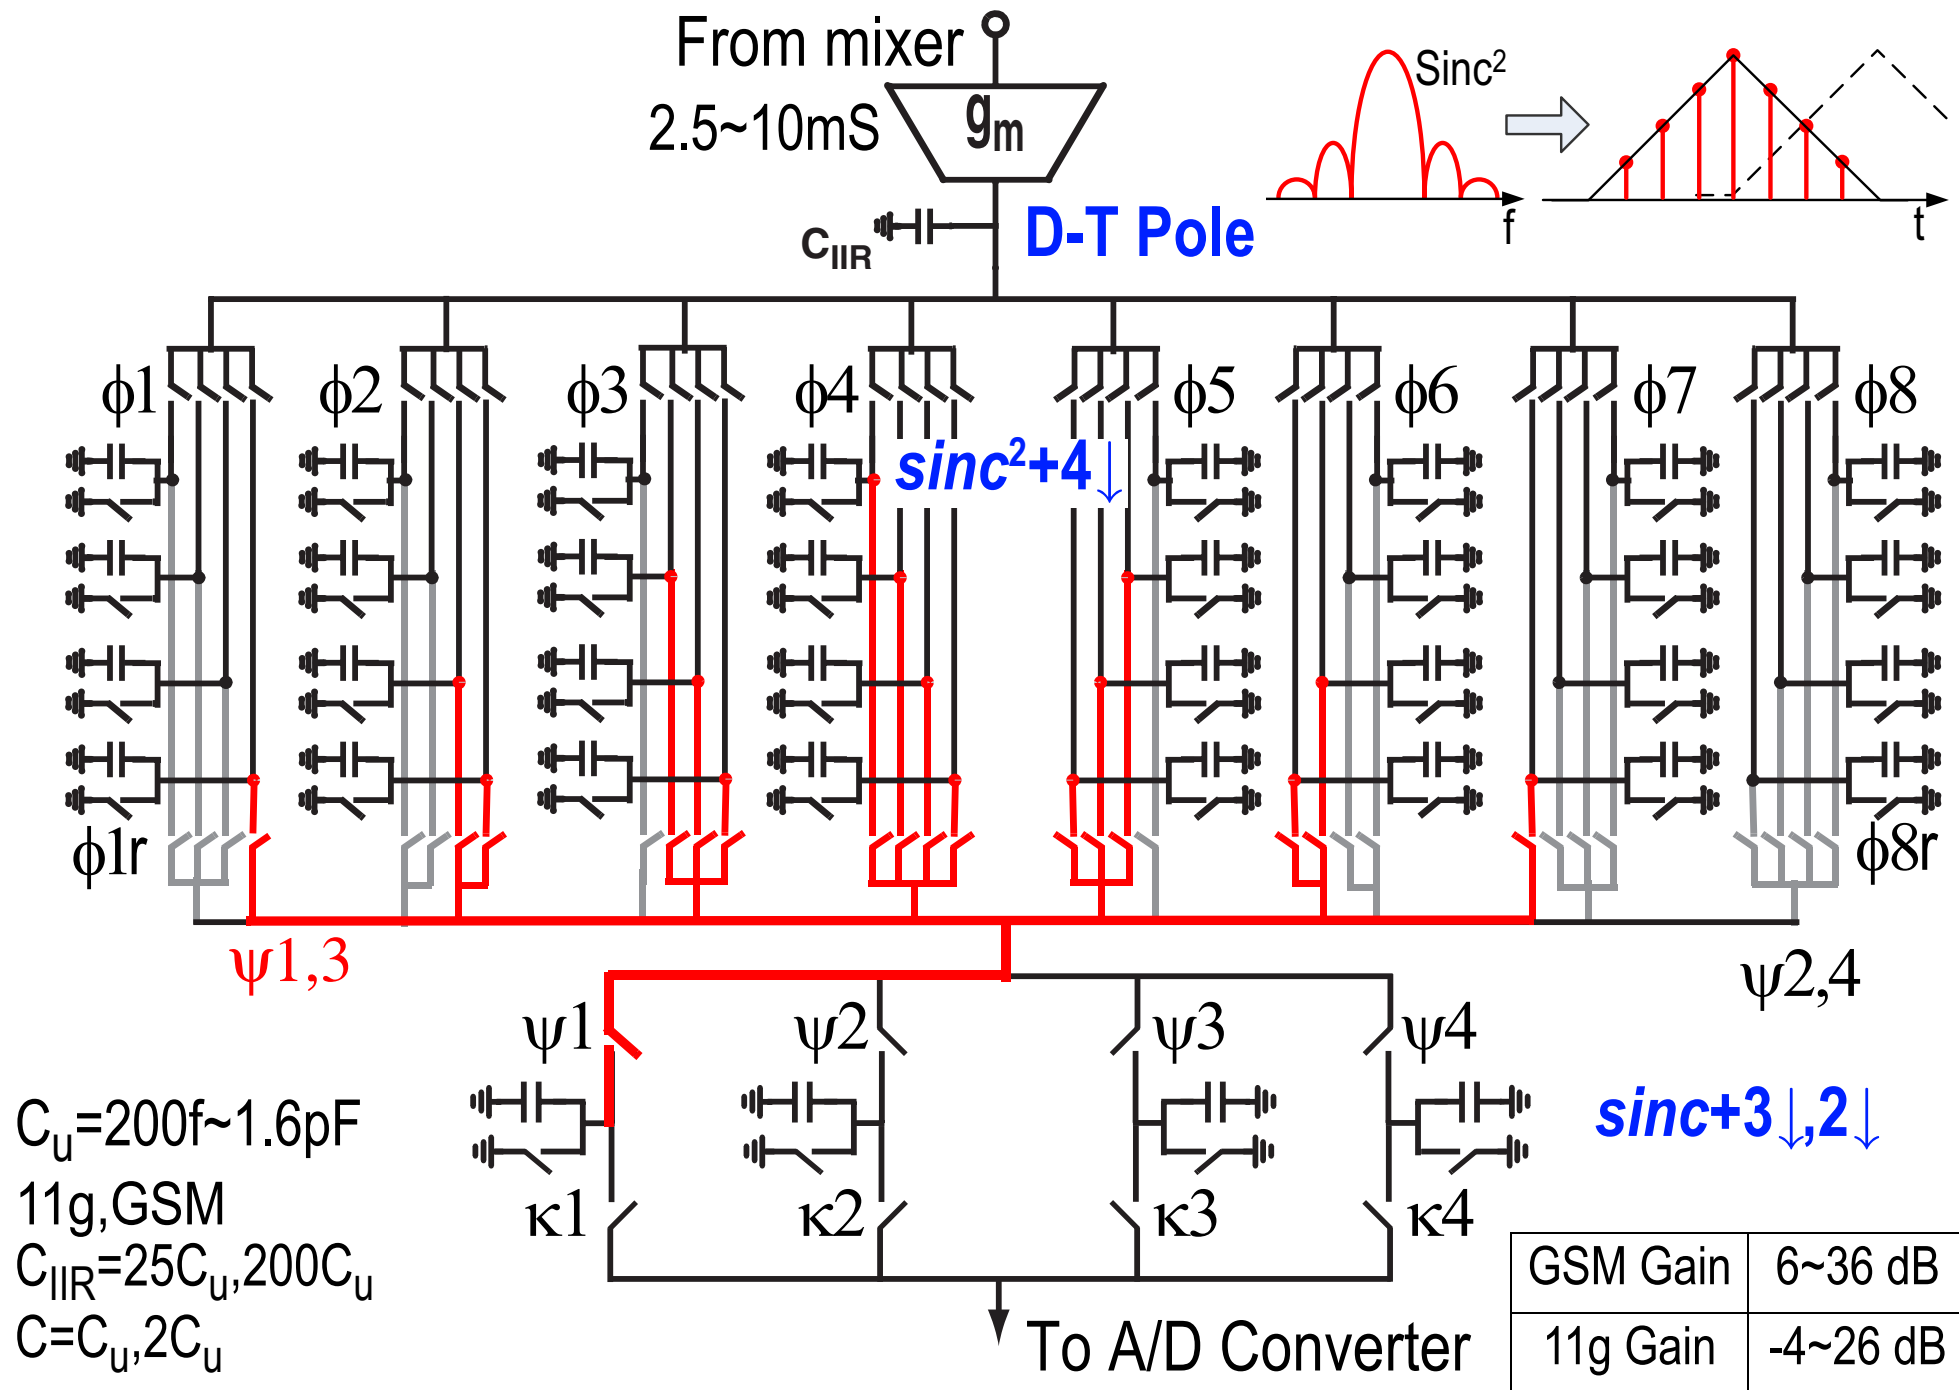 From mixer
2.5~10mS
gm
Sinc²
f
t
CIIR
D-T Pole
ϕ1
ϕ2
ϕ3
ϕ4
ϕ5
ϕ6
ϕ7
ϕ8
sinc²+4↓
ϕ1r
ϕ8r
ψ1,3
ψ2,4
ψ1
ψ2
ψ3
ψ4
κ1
κ2
κ3
κ4
Cu=200f~1.6pF
11g,GSM
CIIR=25Cu,200Cu
C=Cu,2Cu
sinc+3↓,2↓
GSM Gain 6~36 dB
11g Gain -4~26 dB
To A/D Converter